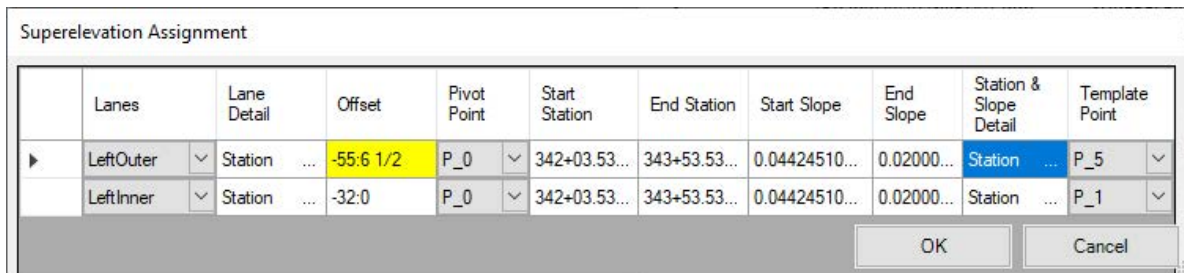 Superelevation Assignment
Lanes Lane Detail Offset Pivot Point Start Station End Station Start Slope End Slope Station & Slope Detail Template Point
LeftOuter Station ... -55:6 1/2 P_0 342+03.53... 343+53.53... 0.04424510... 0.02000... Station ... P_5
LeftInner Station ... -32:0 P_0 342+03.53... 343+53.53... 0.04424510... 0.02000... Station ... P_1
OK Cancel